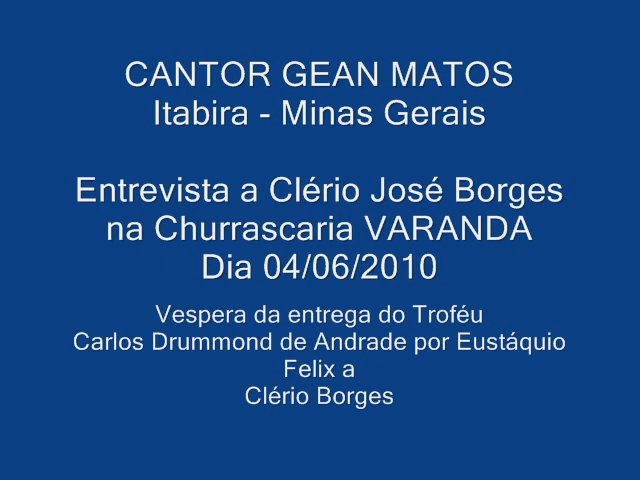 CANTOR GEAN MATOS
Itabira - Minas Gerais
Entrevista a Clério José Borges
na Churrascaria VARANDA
Dia 04/06/2010
Vespera da entrega do Troféu
Carlos Drummond de Andrade por Eustáquio
Felix a
Clério Borges